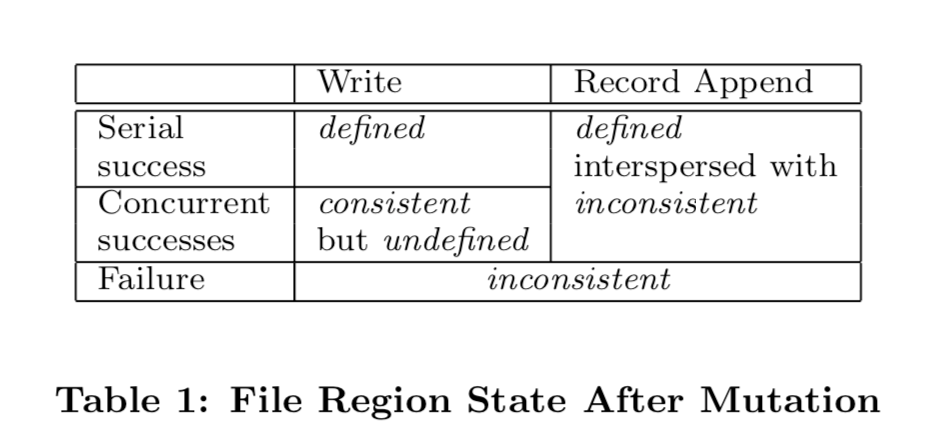 Write Record Append
Serial defined defined
success interspersed with
Concurrent consistent inconsistent
successes but undefined
Failure inconsistent
Table 1: File Region State After Mutation